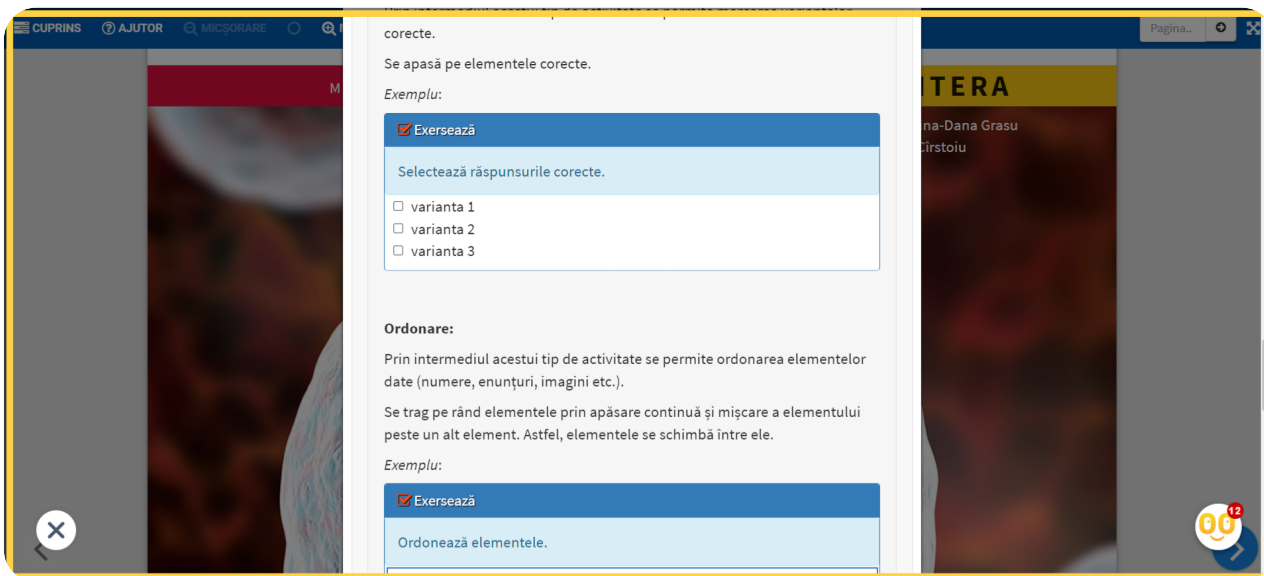 CUPRINS
AJUTOR
MICȘORARE
Pagina..
corecte.
Se apasă pe elementele corecte.
Exemplu:
Exersează
Selectează răspunsurile corecte.
varianta 1
varianta 2
varianta 3
Ordonare:
Prin intermediul acestui tip de activitate se permite ordonarea elementelor
date (numere, enunțuri, imagini etc.).
Se trag pe rând elementele prin apăsare continuă și mișcare a elementului
peste un alt element. Astfel, elementele se schimbă între ele.
Exemplu:
Exersează
Ordonează elementele.
M
TERA
na-Dana Grasu
Cîrstoiu
12